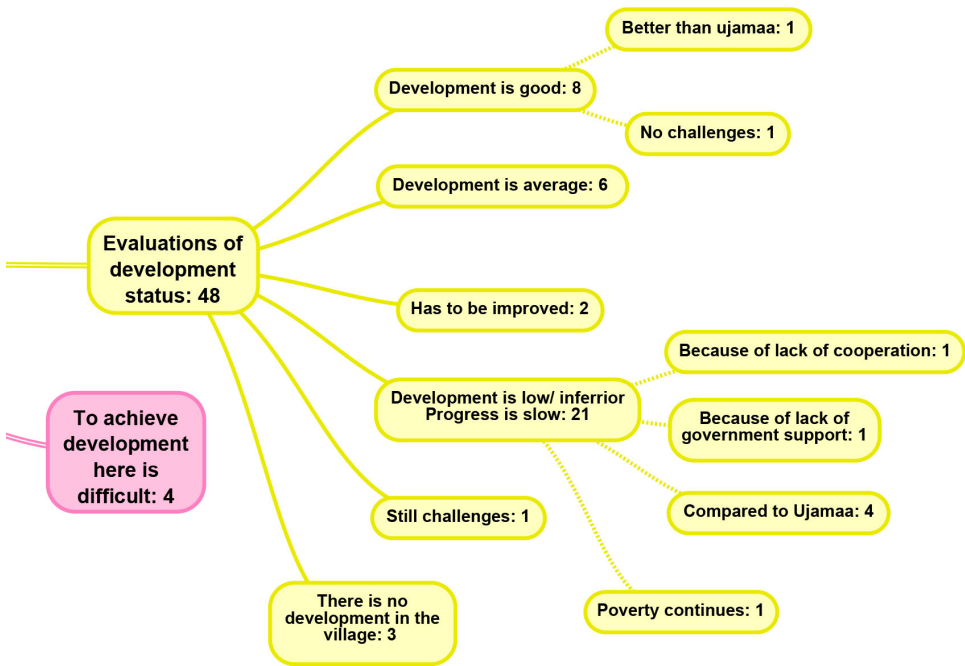 Better than ujamaa: 1
Development is good: 8
No challenges: 1
Development is average: 6
Evaluations of
development
status: 48
Has to be improved: 2
Because of lack of cooperation: 1
Development is low/ inferrior
Progress is slow: 21
Because of lack of
government support: 1
To achieve
development
here is
difficult: 4
Compared to Ujamaa: 4
Still challenges: 1
There is no
development in the
village: 3
Poverty continues: 1